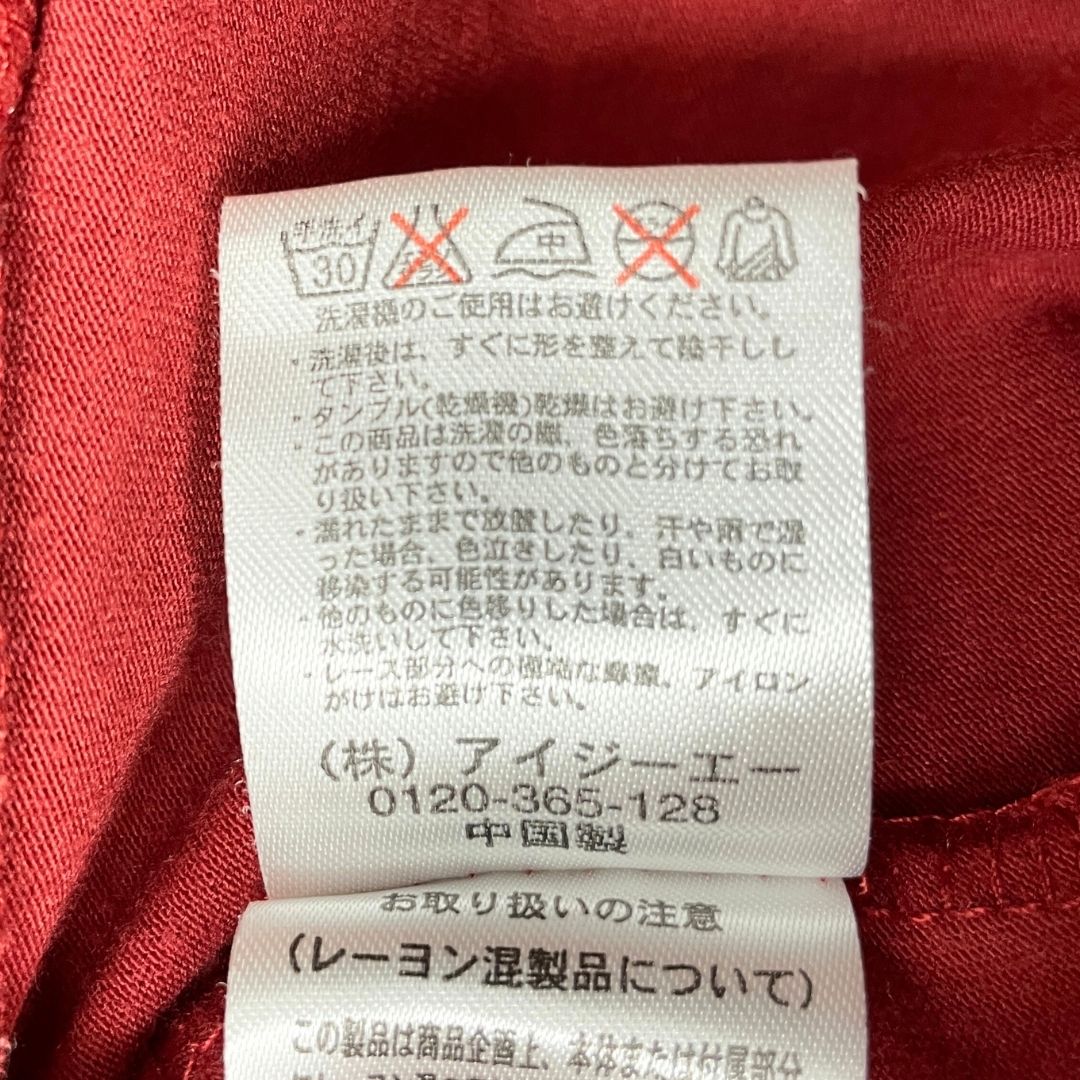 手洗イ
30
中
洗濯機のご使用はお避けください。
・洗濯後は、すぐに形を整えて陰干しし
て下さい。
・タンブル(乾燥機)乾燥はお避け下さい。
・この商品は洗濯の際、色落ちする恐れ
がありますので他のものと分けてお取
り扱い下さい。
・濡れたままで放置したり、汗や雨で湿
った場合、色泣きしたり、白いものに
移染する可能性があります。
・他のものに色移りした場合は、すぐに
水洗いして下さい。
・レース部分への極端な摩擦、アイロン
がけはお避け下さい。
(株)アイジーエー
0120-365-128
中国製
お取り扱いの注意
(レーヨン混製品について)
この製品は商品企画上、本体または付属部分